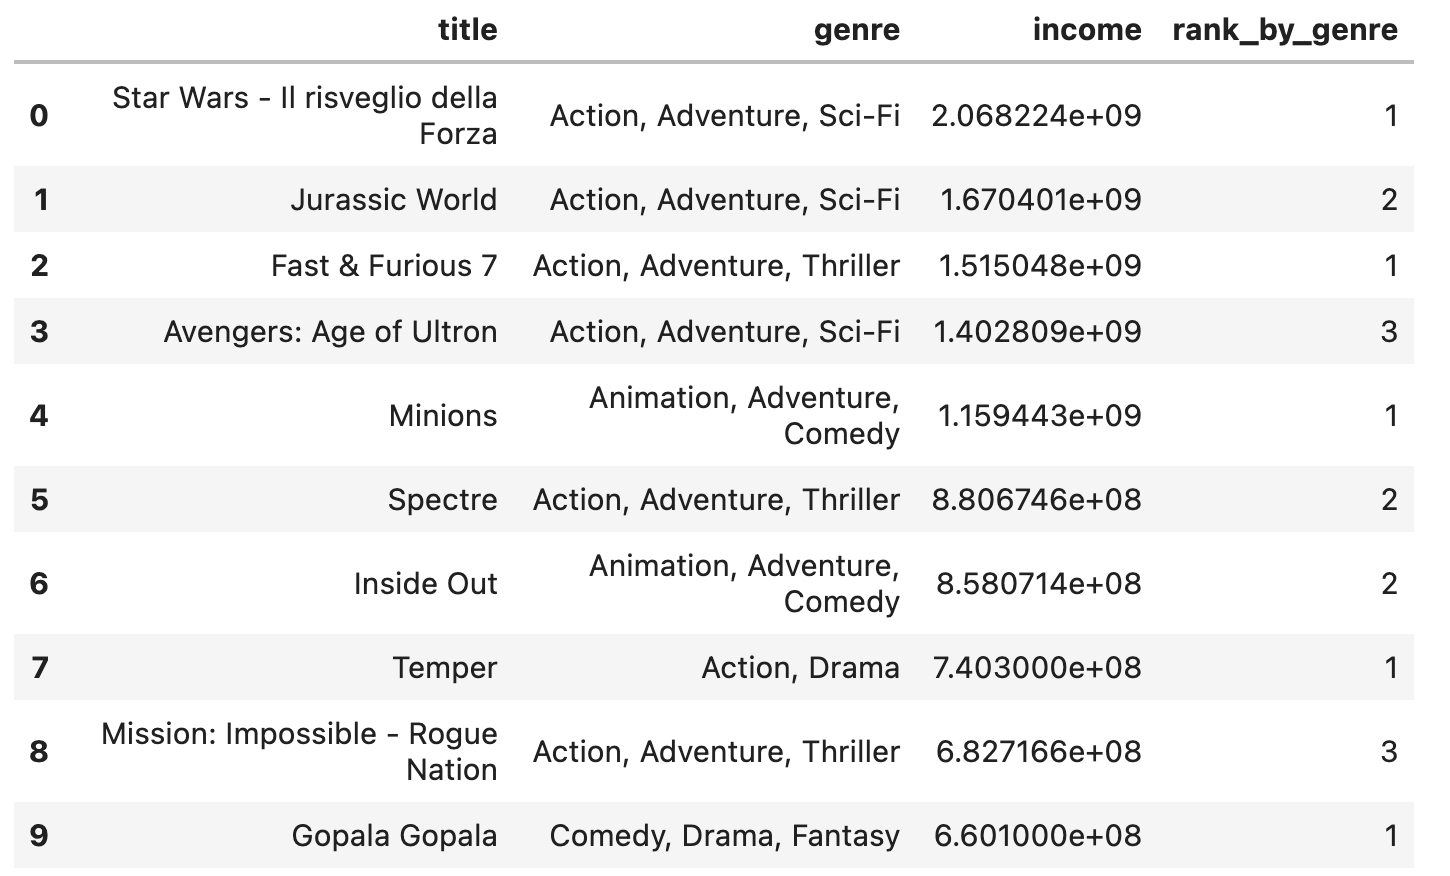 title genre income rank_by_genre
0 Star Wars - Il risveglio della Forza Action, Adventure, Sci-Fi 2.068224e+09 1
1 Jurassic World Action, Adventure, Sci-Fi 1.670401e+09 2
2 Fast & Furious 7 Action, Adventure, Thriller 1.515048e+09 1
3 Avengers: Age of Ultron Action, Adventure, Sci-Fi 1.402809e+09 3
4 Minions Animation, Adventure, Comedy 1.159443e+09 1
5 Spectre Action, Adventure, Thriller 8.806746e+08 2
6 Inside Out Animation, Adventure, Comedy 8.580714e+08 2
7 Temper Action, Drama 7.403000e+08 1
8 Mission: Impossible - Rogue Nation Action, Adventure, Thriller 6.827166e+08 3
9 Gopala Gopala Comedy, Drama, Fantasy 6.601000e+08 1